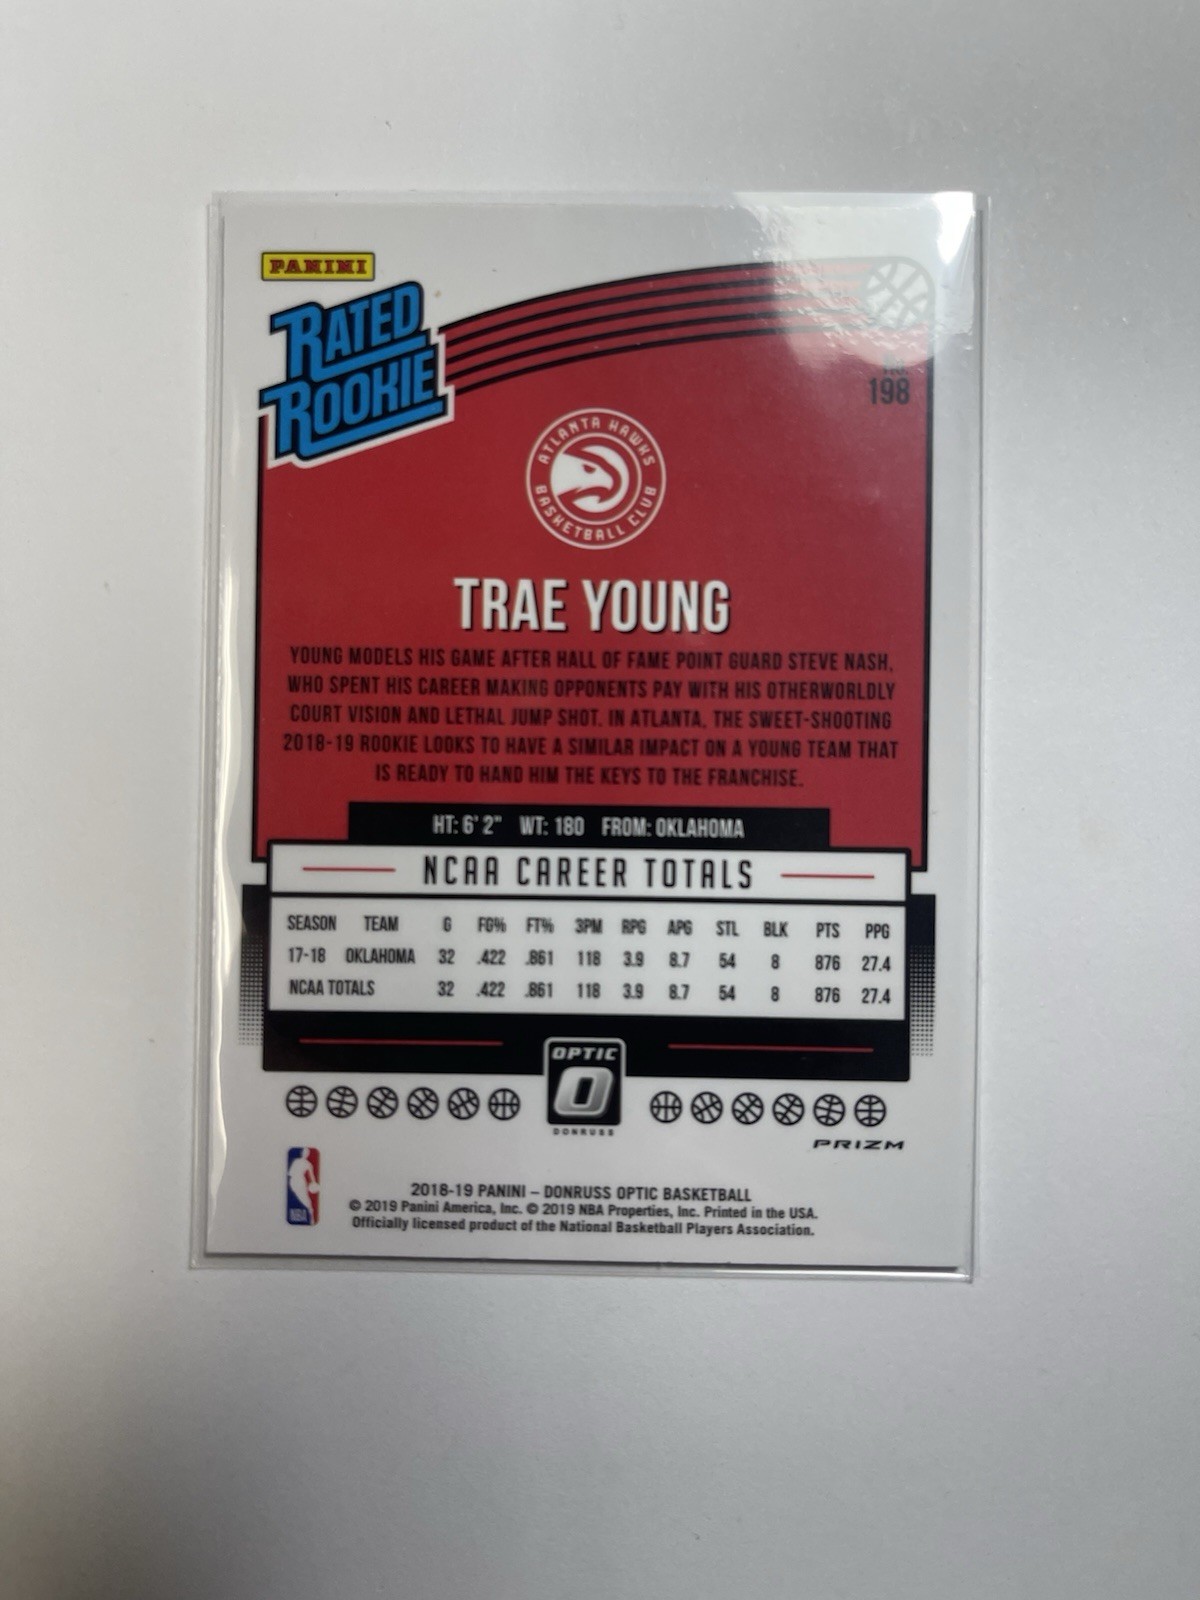 PANINI
RATED
ROOKIE
No.
198
ATLANTA HAWKS
BASKETBALL CLUB
TRAE YOUNG
YOUNG MODELS HIS GAME AFTER HALL OF FAME POINT GUARD STEVE NASH,
WHO SPENT HIS CAREER MAKING OPPONENTS PAY WITH HIS OTHERWORLDLY
COURT VISION AND LETHAL JUMP SHOT. IN ATLANTA, THE SWEET-SHOOTING
2018-19 ROOKIE LOOKS TO HAVE A SIMILAR IMPACT ON A YOUNG TEAM THAT
IS READY TO HAND HIM THE KEYS TO THE FRANCHISE.
HT: 6' 2" WT: 180 FROM: OKLAHOMA
NCAA CAREER TOTALS
SEASON TEAM G FG% FT% 3PM RPG APG STL BLK PTS PPG
17-18 OKLAHOMA 32 .422 .861 118 3.9 8.7 54 8 876 27.4
NCAA TOTALS 32 .422 .861 118 3.9 8.7 54 8 876 27.4
OPTIC
O
DONRUSS
PRIZM
NBA
2018-19 PANINI – DONRUSS OPTIC BASKETBALL
© 2019 Panini America, Inc. © 2019 NBA Properties, Inc. Printed in the USA.
Officially licensed product of the National Basketball Players Association.